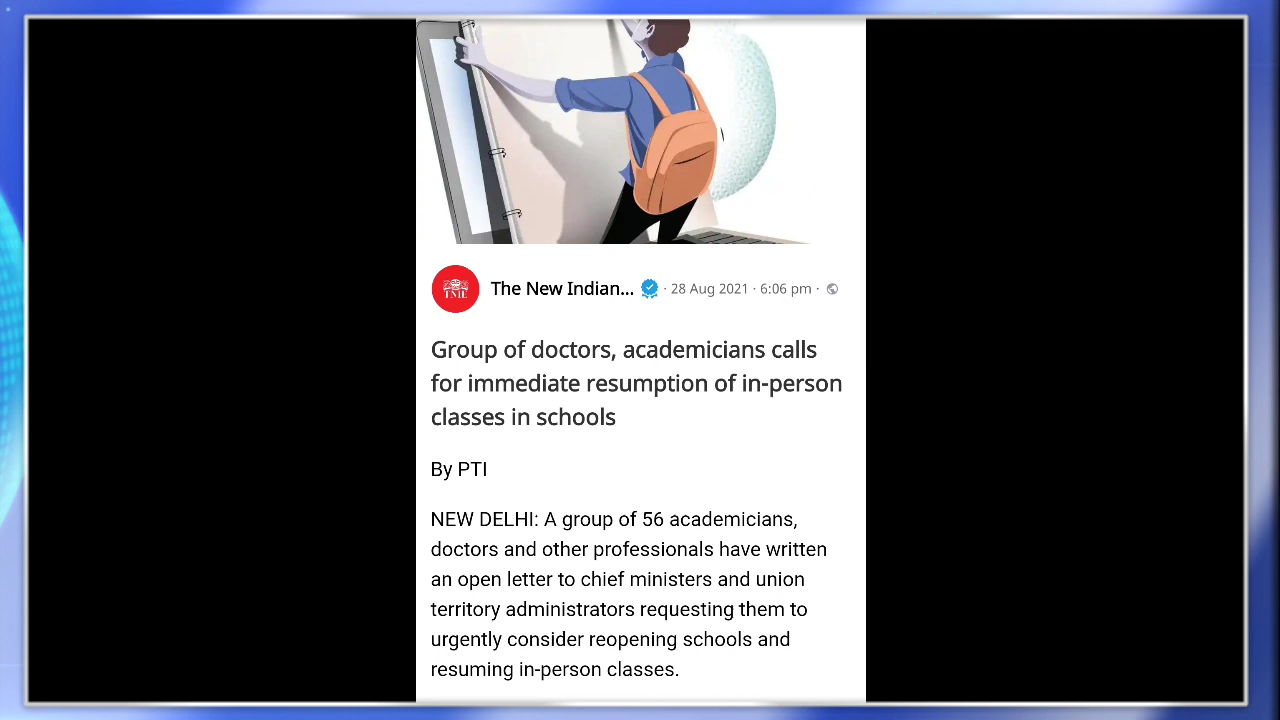 TNIE
The New Indian... · 28 Aug 2021 · 6:06 pm ·
Group of doctors, academicians calls
for immediate resumption of in-person
classes in schools
By PTI
NEW DELHI: A group of 56 academicians,
doctors and other professionals have written
an open letter to chief ministers and union
territory administrators requesting them to
urgently consider reopening schools and
resuming in-person classes.